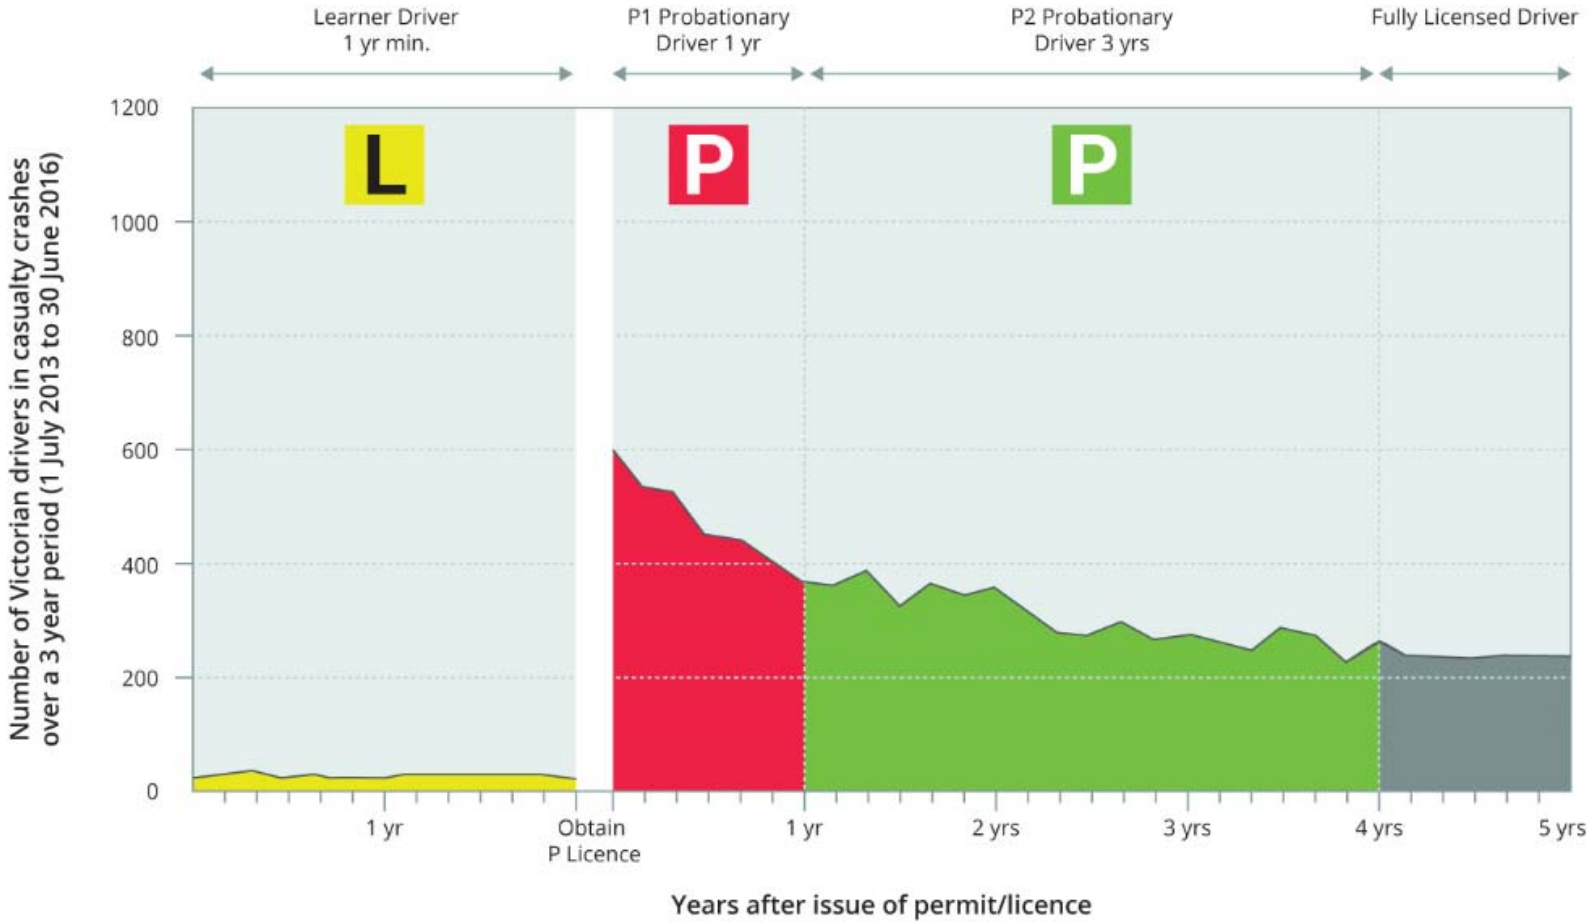 Learner Driver
1 yr min.
P1 Probationary
Driver 1 yr
P2 Probationary
Driver 3 yrs
Fully Licensed Driver
Number of Victorian drivers in casualty crashes
over a 3 year period (1 July 2013 to 30 June 2016)
1200
1000
800
600
400
200
0
L
P
P
1 yr
Obtain
P Licence
1 yr
2 yrs
3 yrs
4 yrs
5 yrs
Years after issue of permit/licence